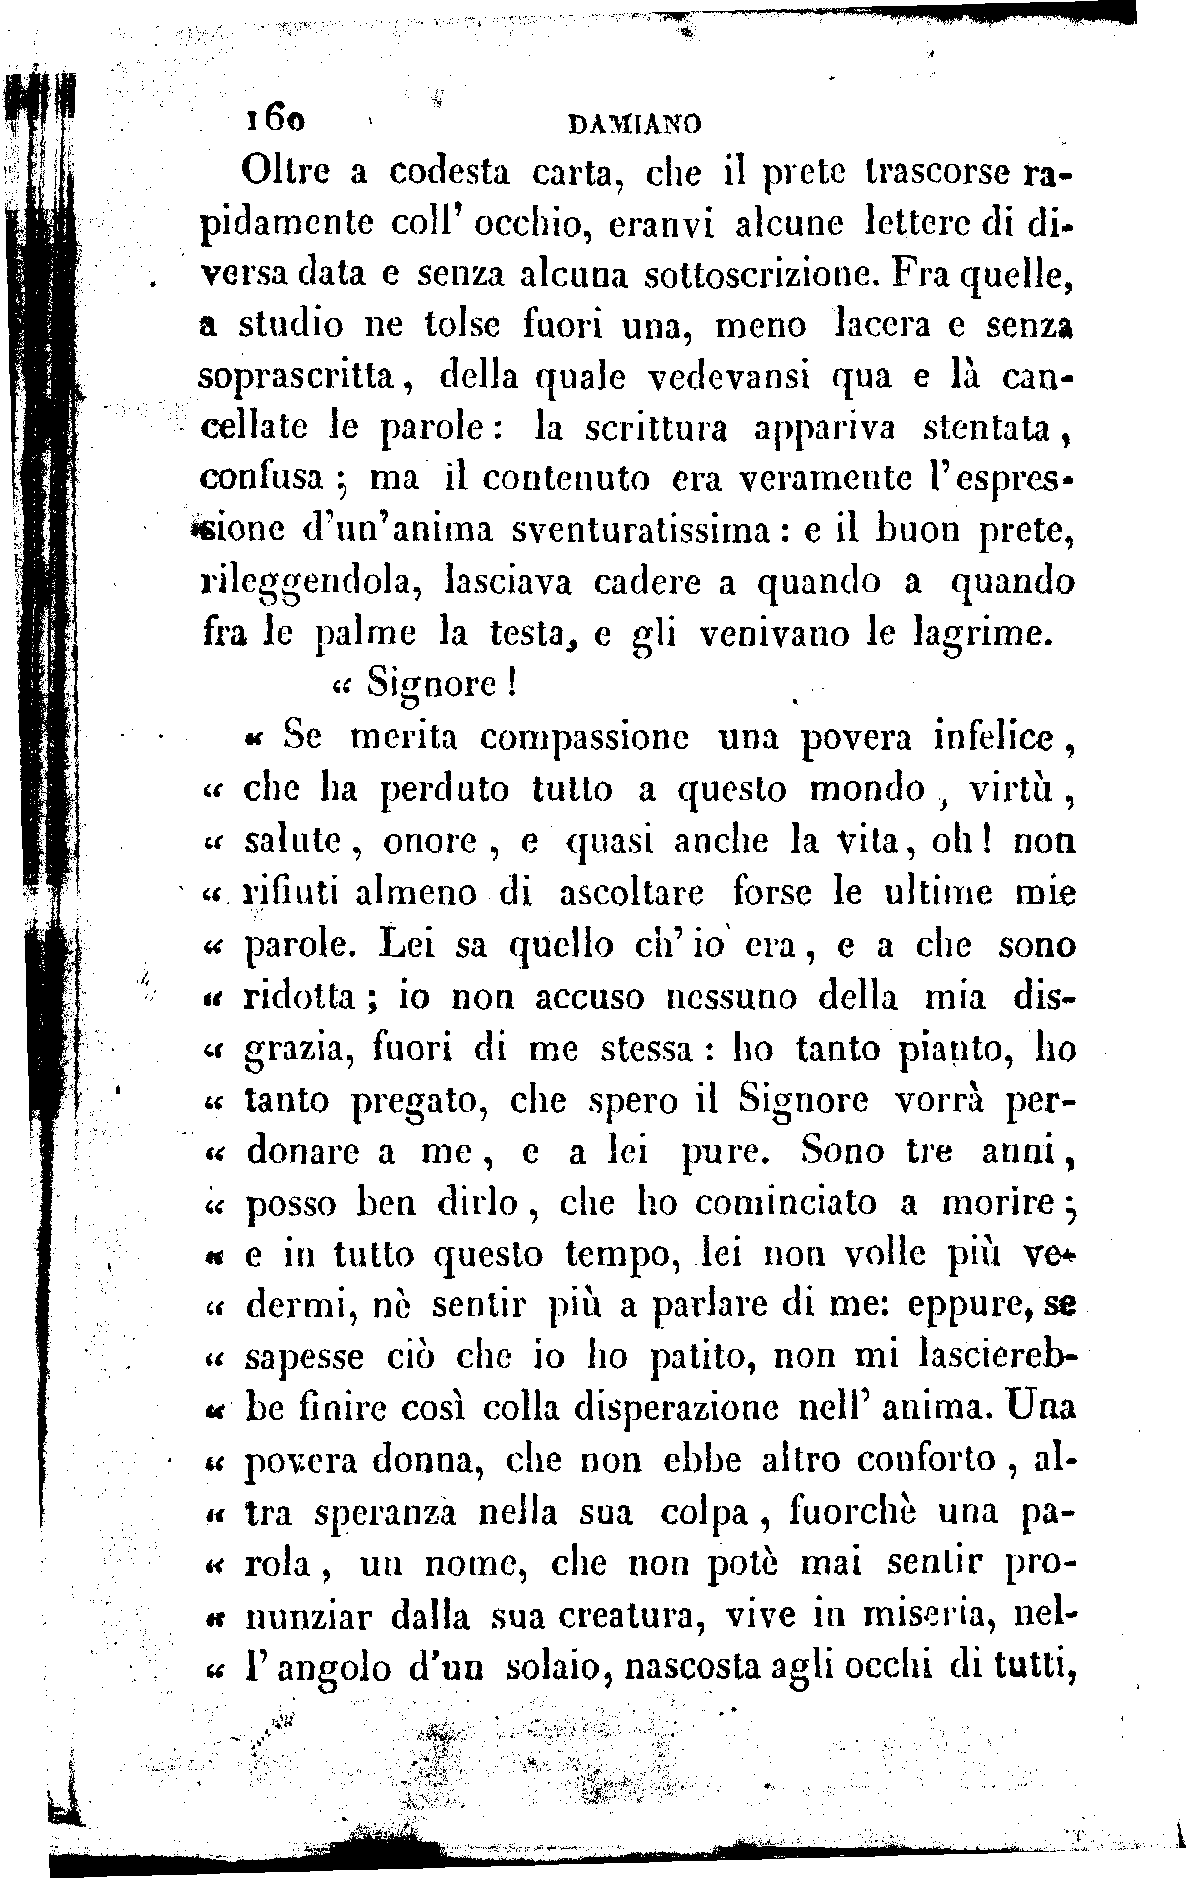 160 DAMIANO
Oltre a codesta carta, che il prete trascorse ra-
pidamente coll' occhio, eranvi alcune lettere di di-
versa data e senza alcuna sottoscrizione. Fra quelle,
a studio ne tolse fuori una, meno lacera e senza
soprascritta, della quale vedevansi qua e là can-
cellate le parole: la scrittura appariva stentata,
confusa; ma il contenuto era veramente l'espres-
sione d'un'anima sventuratissima: e il buon prete,
rileggendola, lasciava cadere a quando a quando
fra le palme la testa, e gli venivano le lagrime.
“ Signore!
“ Se merita compassione una povera infelice,
“ che ha perduto tutto a questo mondo, virtù,
“ salute, onore, e quasi anche la vita, oh! non
“ rifiuti almeno di ascoltare forse le ultime mie
“ parole. Lei sa quello ch' io era, e a che sono
“ ridotta; io non accuso nessuno della mia dis-
“ grazia, fuori di me stessa: ho tanto pianto, ho
“ tanto pregato, che spero il Signore vorrà per-
“ donare a me, e a lei pure. Sono tre anni,
“ posso ben dirlo, che ho cominciato a morire;
“ e in tutto questo tempo, lei non volle più ve-
“ dermi, nè sentir più a parlare di me: eppure, se
“ sapesse ciò che io ho patito, non mi lasciereb-
“ be finire così colla disperazione nell' anima. Una
“ povera donna, che non ebbe altro conforto, al-
“ tra speranza nella sua colpa, fuorchè una pa-
“ rola, un nome, che non potè mai sentir pro-
“ nunziar dalla sua creatura, vive in miseria, nel-
“ l' angolo d'un solaio, nascosta agli occhi di tutti,